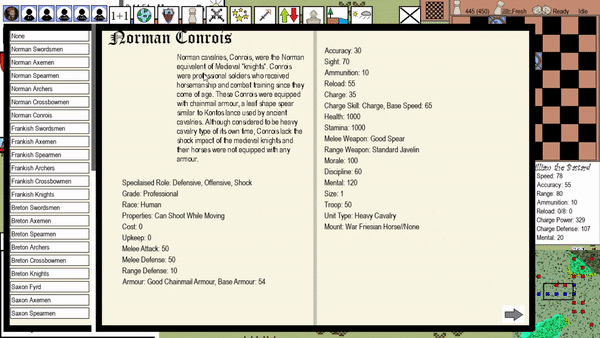 1+1
445 (450)
Fresh
Ready
Idle
None
Norman Swordsmen
Norman Axemen
Norman Spearmen
Norman Archers
Norman Crossbowmen
Norman Conrois
Frankish Swordsmen
Frankish Axemen
Frankish Spearmen
Frankish Archers
Frankish Crossbowmen
Frankish Knights
Breton Swordsmen
Breton Axemen
Breton Spearmen
Breton Archers
Breton Crossbowmen
Breton Knights
Saxon Fyrd
Saxon Axemen
Saxon Spearmen
Norman Conrois
Norman cavalries, Conrois, were the Norman
equivilent of Medieval "knights". Conrois
were professional soldiers who received
horsemanship and combat training since they
come of age. These Conrois were equipped
with chainmail armour, a leaf shape spear
similar to Kontos lance used by ancient
cavalries. Although considered to be heavy
cavalry type of its own time, Conrois lack the
shock impact of the medieval knights and
their horses were not equipped with any
armour.
Specilaised Role: Defensive, Offensive, Shock
Grade: Professional
Race: Human
Properties: Can Shoot While Moving
Cost: 0
Upkeep: 0
Melee Attack: 50
Melee Defense: 50
Range Defense: 10
Armour: Good Chainmail Armour, Base Armour: 54
Accuracy: 30
Sight: 70
Ammunition: 10
Reload: 55
Charge: 35
Charge Skill: Charge, Base Speed: 65
Health: 1000
Stamina: 1000
Melee Weapon: Good Spear
Range Weapon: Standard Javelin
Morale: 100
Discipline: 60
Mental: 120
Size: 1
Troop: 50
Unit Type: Heavy Cavalry
Mount: War Friesian Horse//None
the Bastard
Speed: 78
Accuracy: 55
Range: 80
Ammunition: 10
Reload: 0/8: 0
Charge Power: 329
Charge Defense: 107
Mental: 20